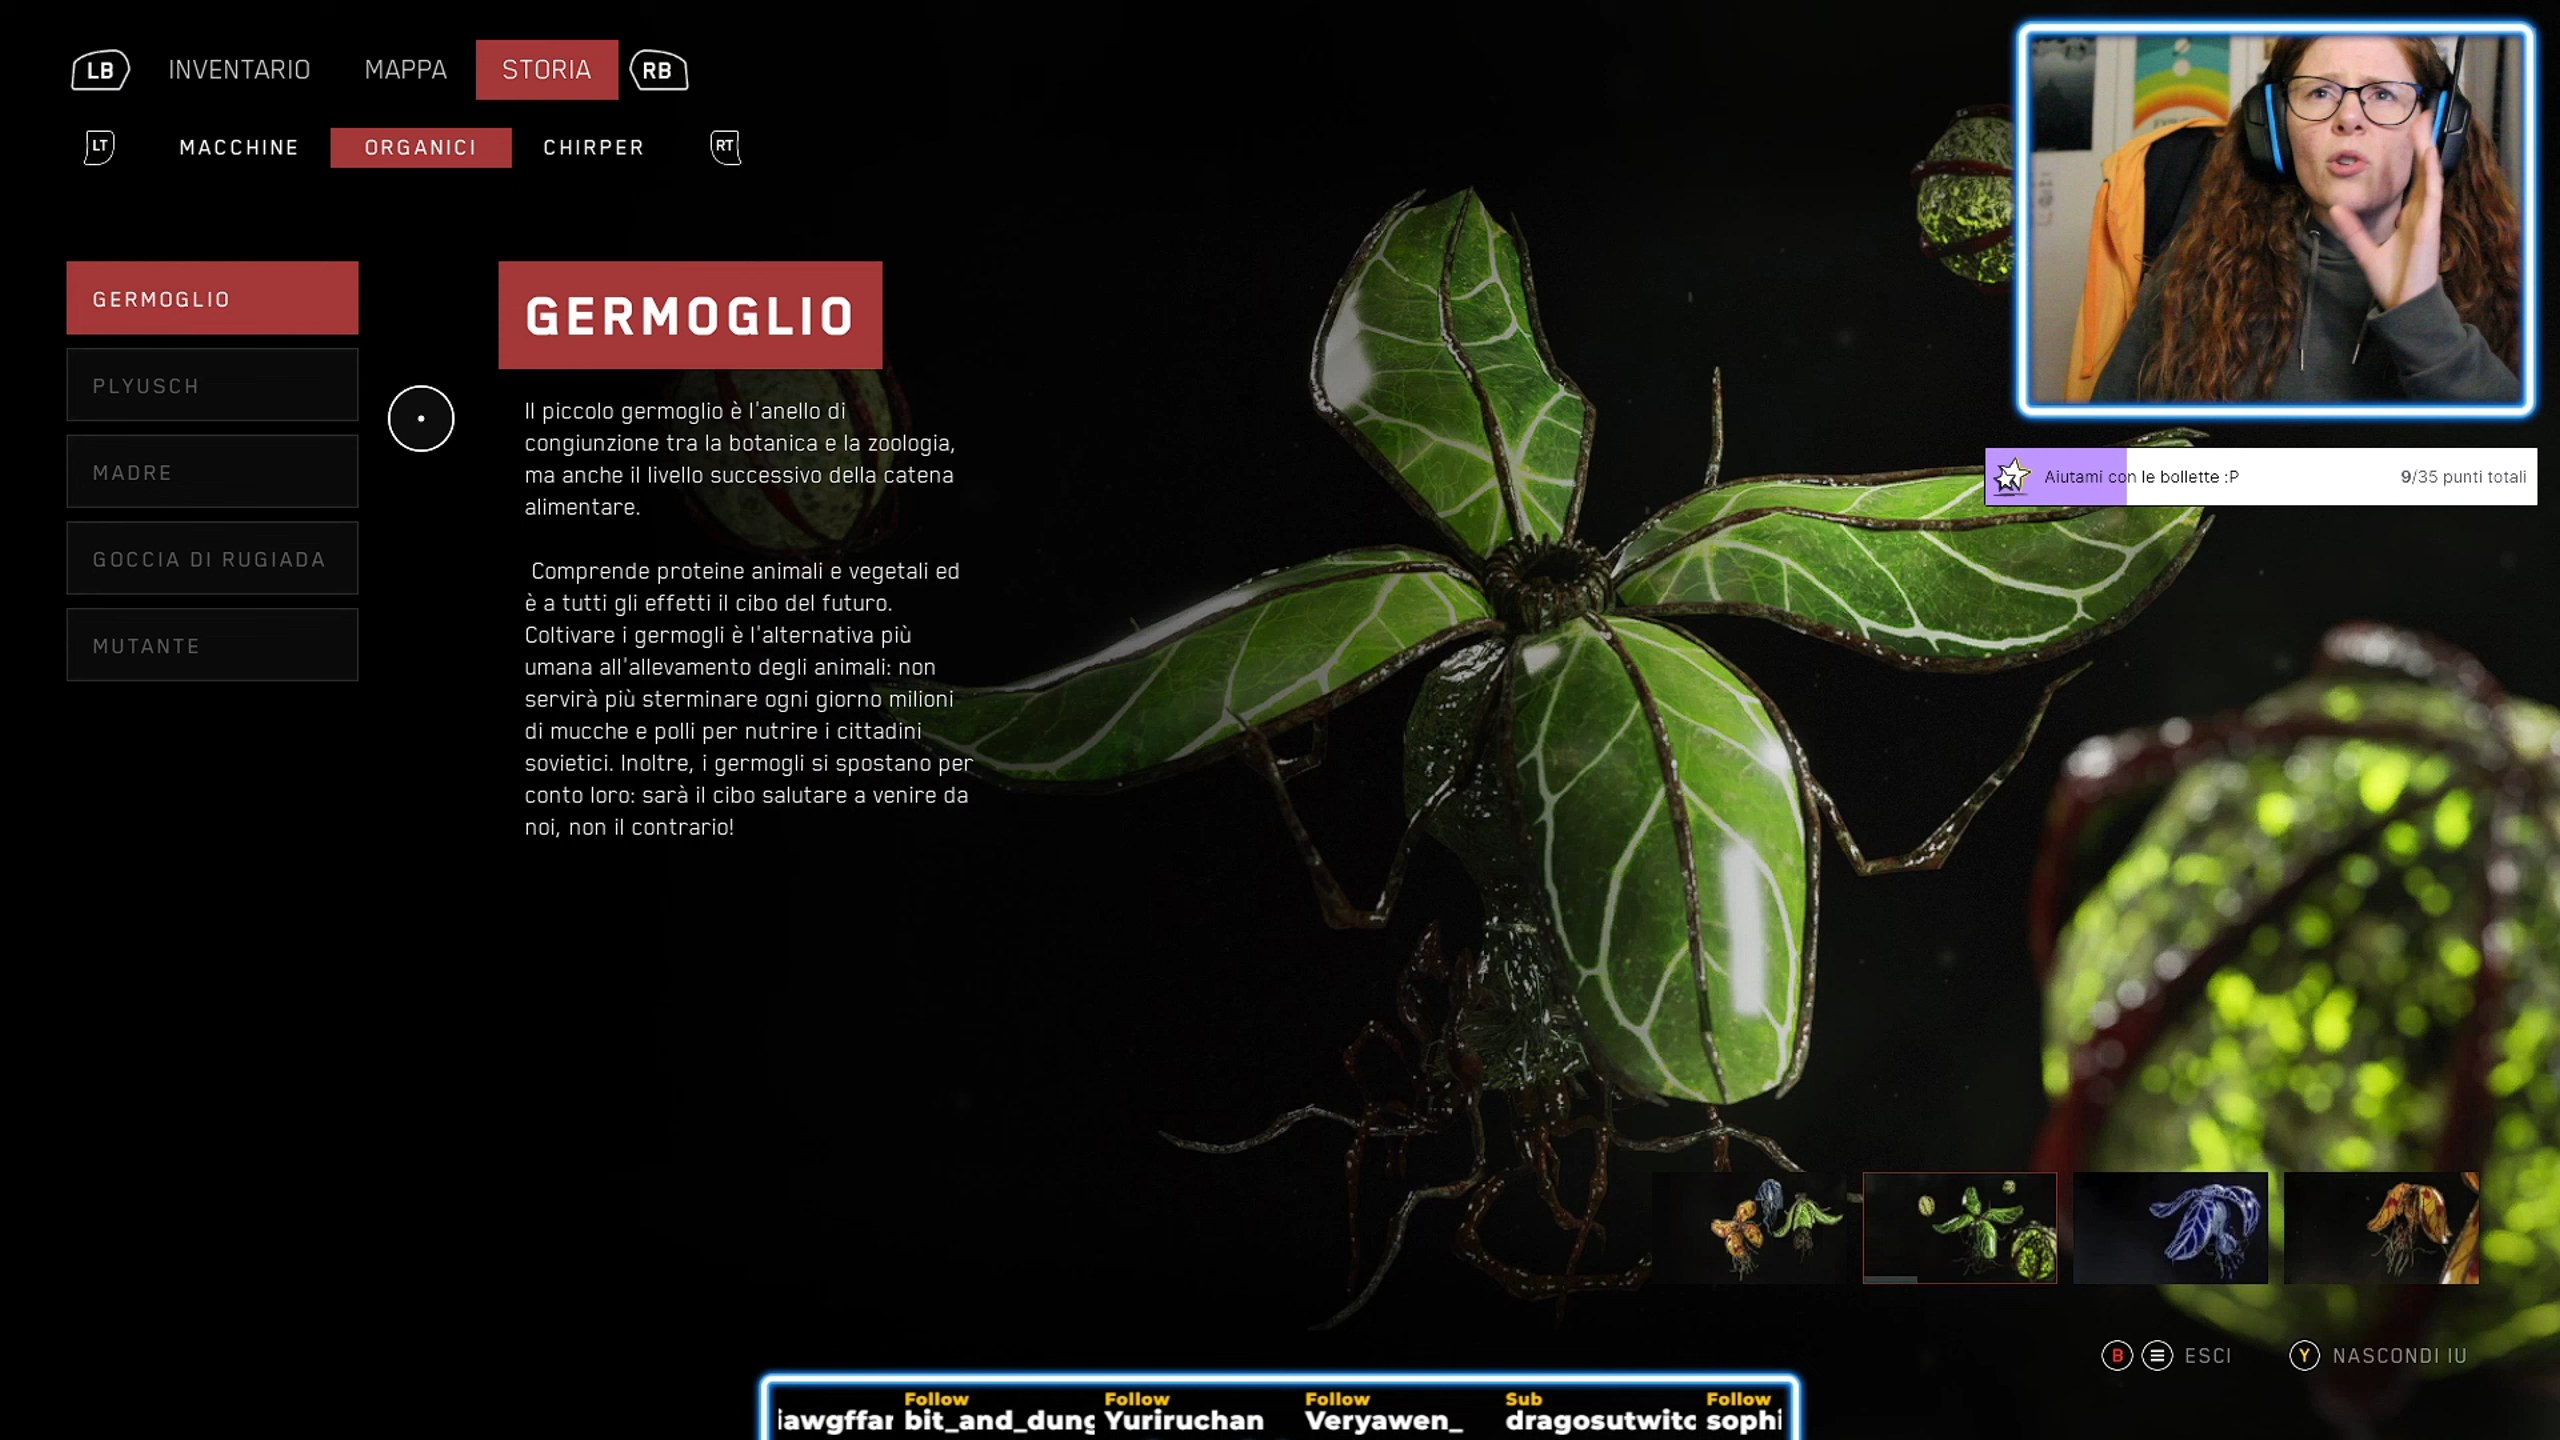 LB INVENTARIO MAPPA STORIA RB
LT MACCHINE ORGANICI CHIRPER RT
GERMOGLIO
PLYUSCH
MADRE
GOCCIA DI RUGIADA
MUTANTE
GERMOGLIO
Il piccolo germoglio è l'anello di
congiunzione tra la botanica e la zoologia,
ma anche il livello successivo della catena
alimentare.
Comprende proteine animali e vegetali ed
è a tutti gli effetti il cibo del futuro.
Coltivare i germogli è l'alternativa più
umana all'allevamento degli animali: non
servirà più sterminare ogni giorno milioni
di mucche e polli per nutrire i cittadini
sovietici. Inoltre, i germogli si spostano per
conto loro: sarà il cibo salutare a venire da
noi, non il contrario!
Aiutami con le bollette :P 9/35 punti totali
B ESCI Y NASCONDI IU
Follow Follow Follow Sub Follow
bit_and_dung Yuriruchan Veryawen_ dragosutwitc sophi